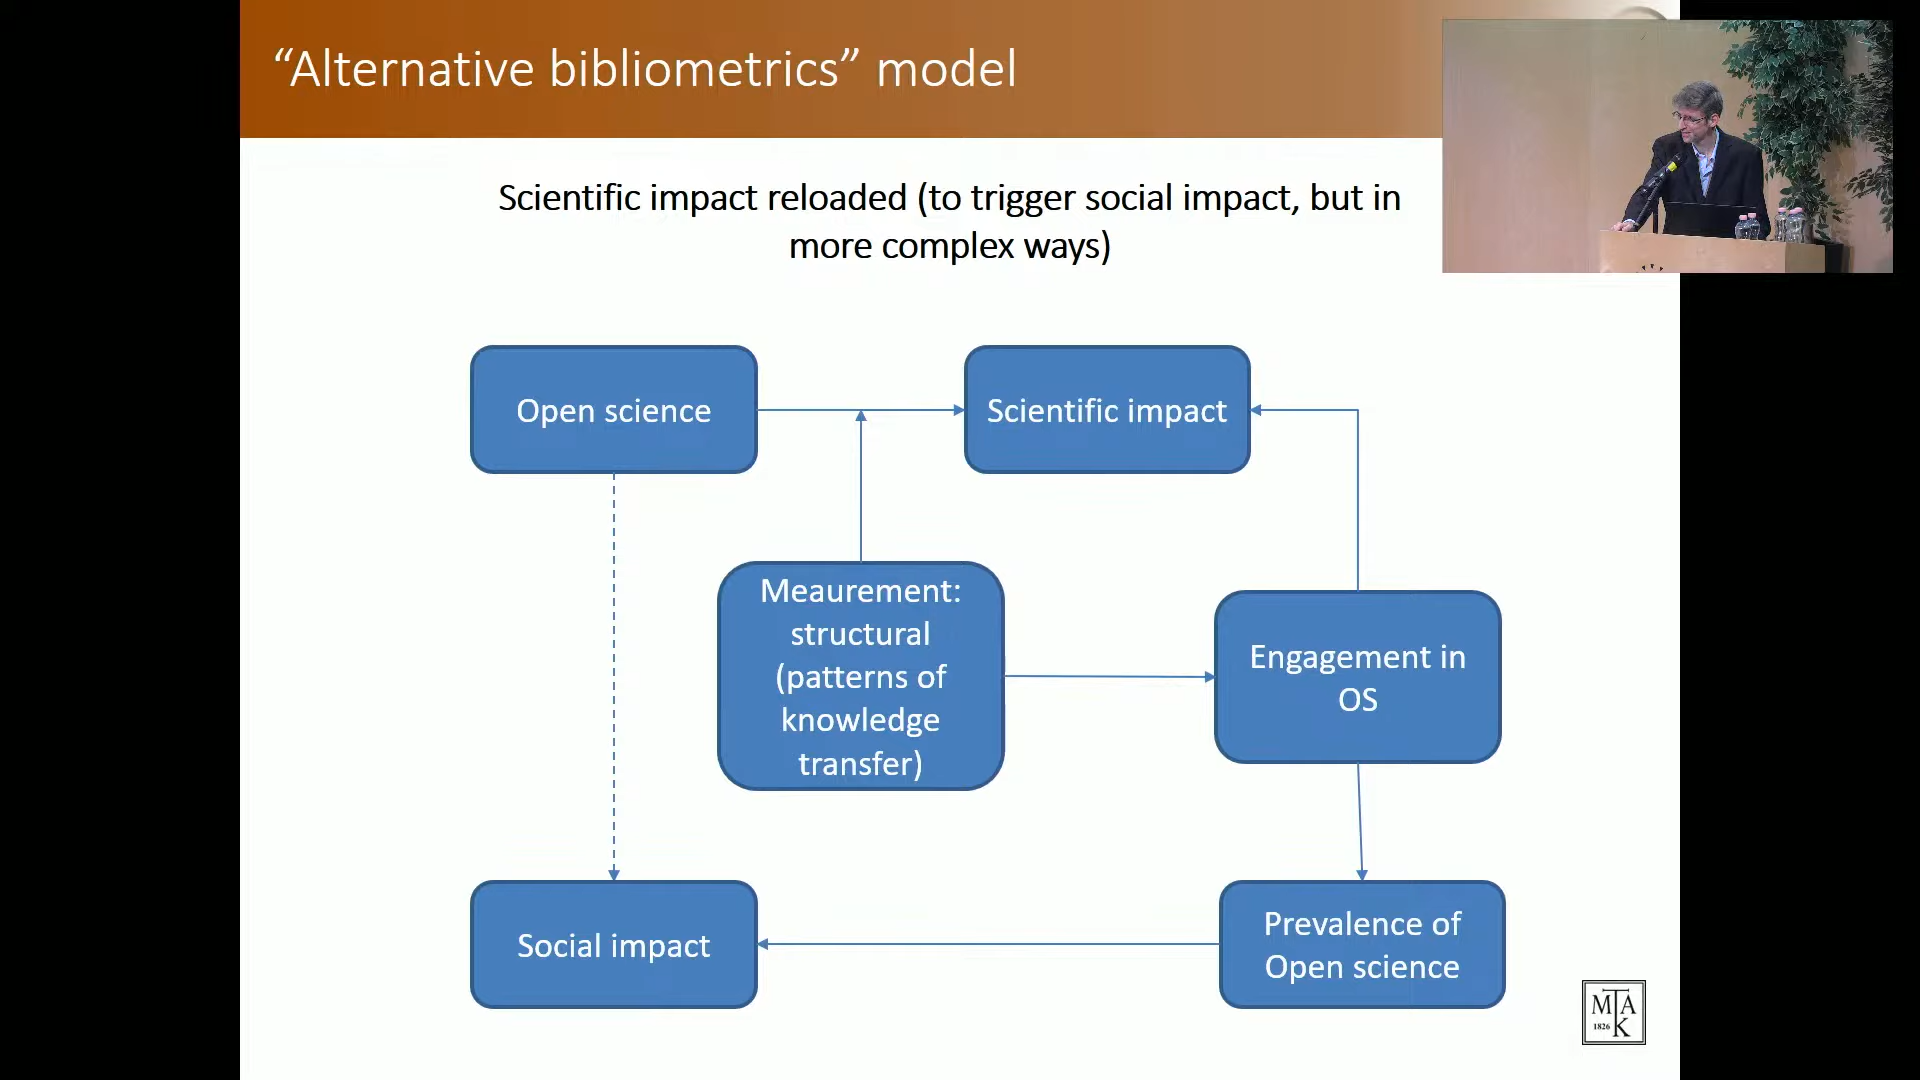 “Alternative bibliometrics” model
Scientific impact reloaded (to trigger social impact, but in
more complex ways)
Open science
Scientific impact
Meaurement:
structural
(patterns of
knowledge
transfer)
Engagement in
OS
Social impact
Prevalence of
Open science
MTA
1826 K